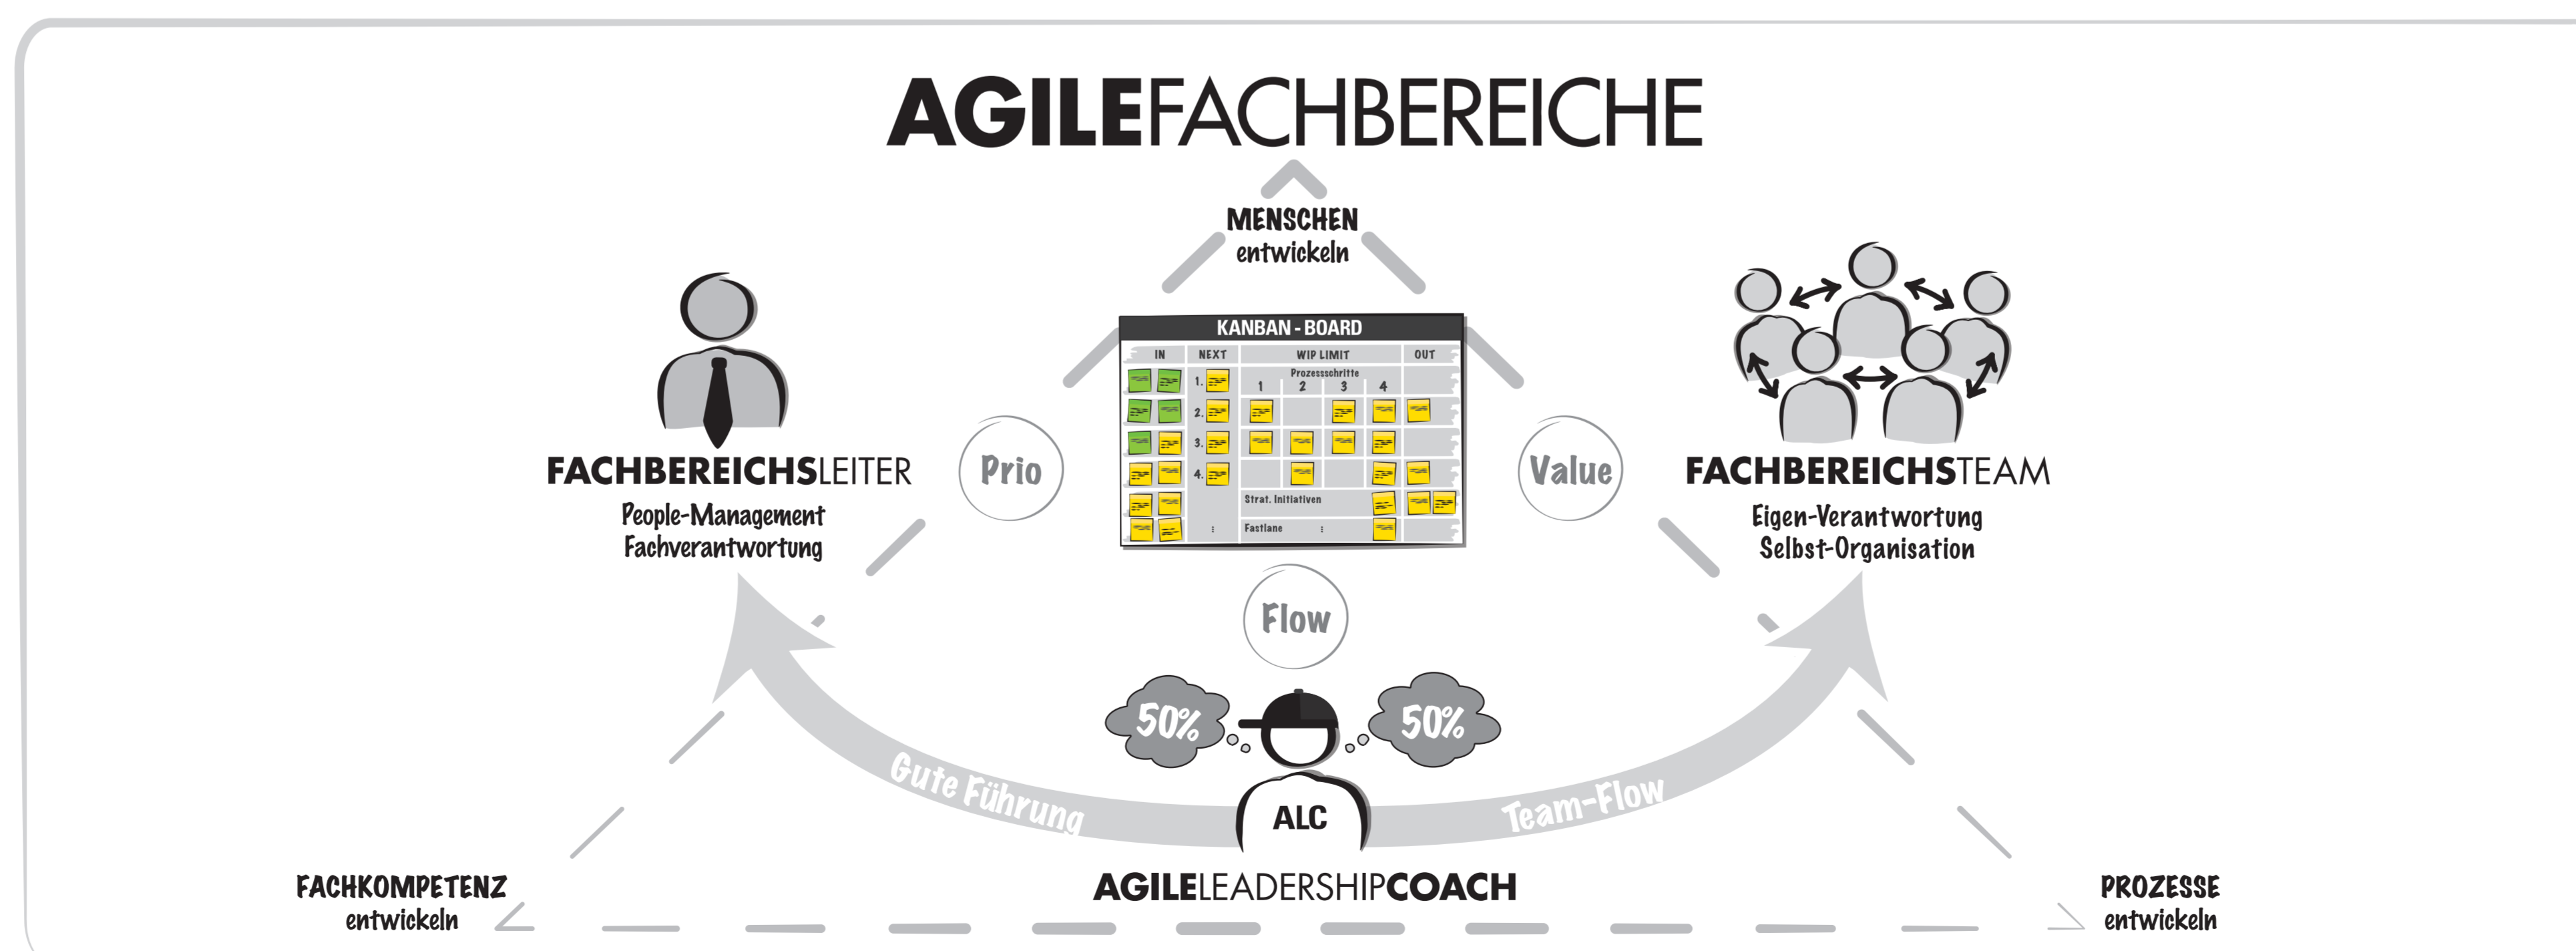 AGILEFACHBEREICHE
MENSCHEN
entwickeln
KANBAN - BOARD
IN NEXT WIP LIMIT OUT
Prozessschritte
1 2 3 4
1.
2.
3.
4.
Strat. Initiativen
: Fastlane :
Prio
Value
Flow
FACHBEREICHSLEITER
People-Management
Fachverantwortung
FACHBEREICHSTEAM
Eigen-Verantwortung
Selbst-Organisation
50% 50%
Gute Führung
Team-Flow
ALC
AGILELEADERSHIPCOACH
FACHKOMPETENZ
entwickeln
PROZESSE
entwickeln